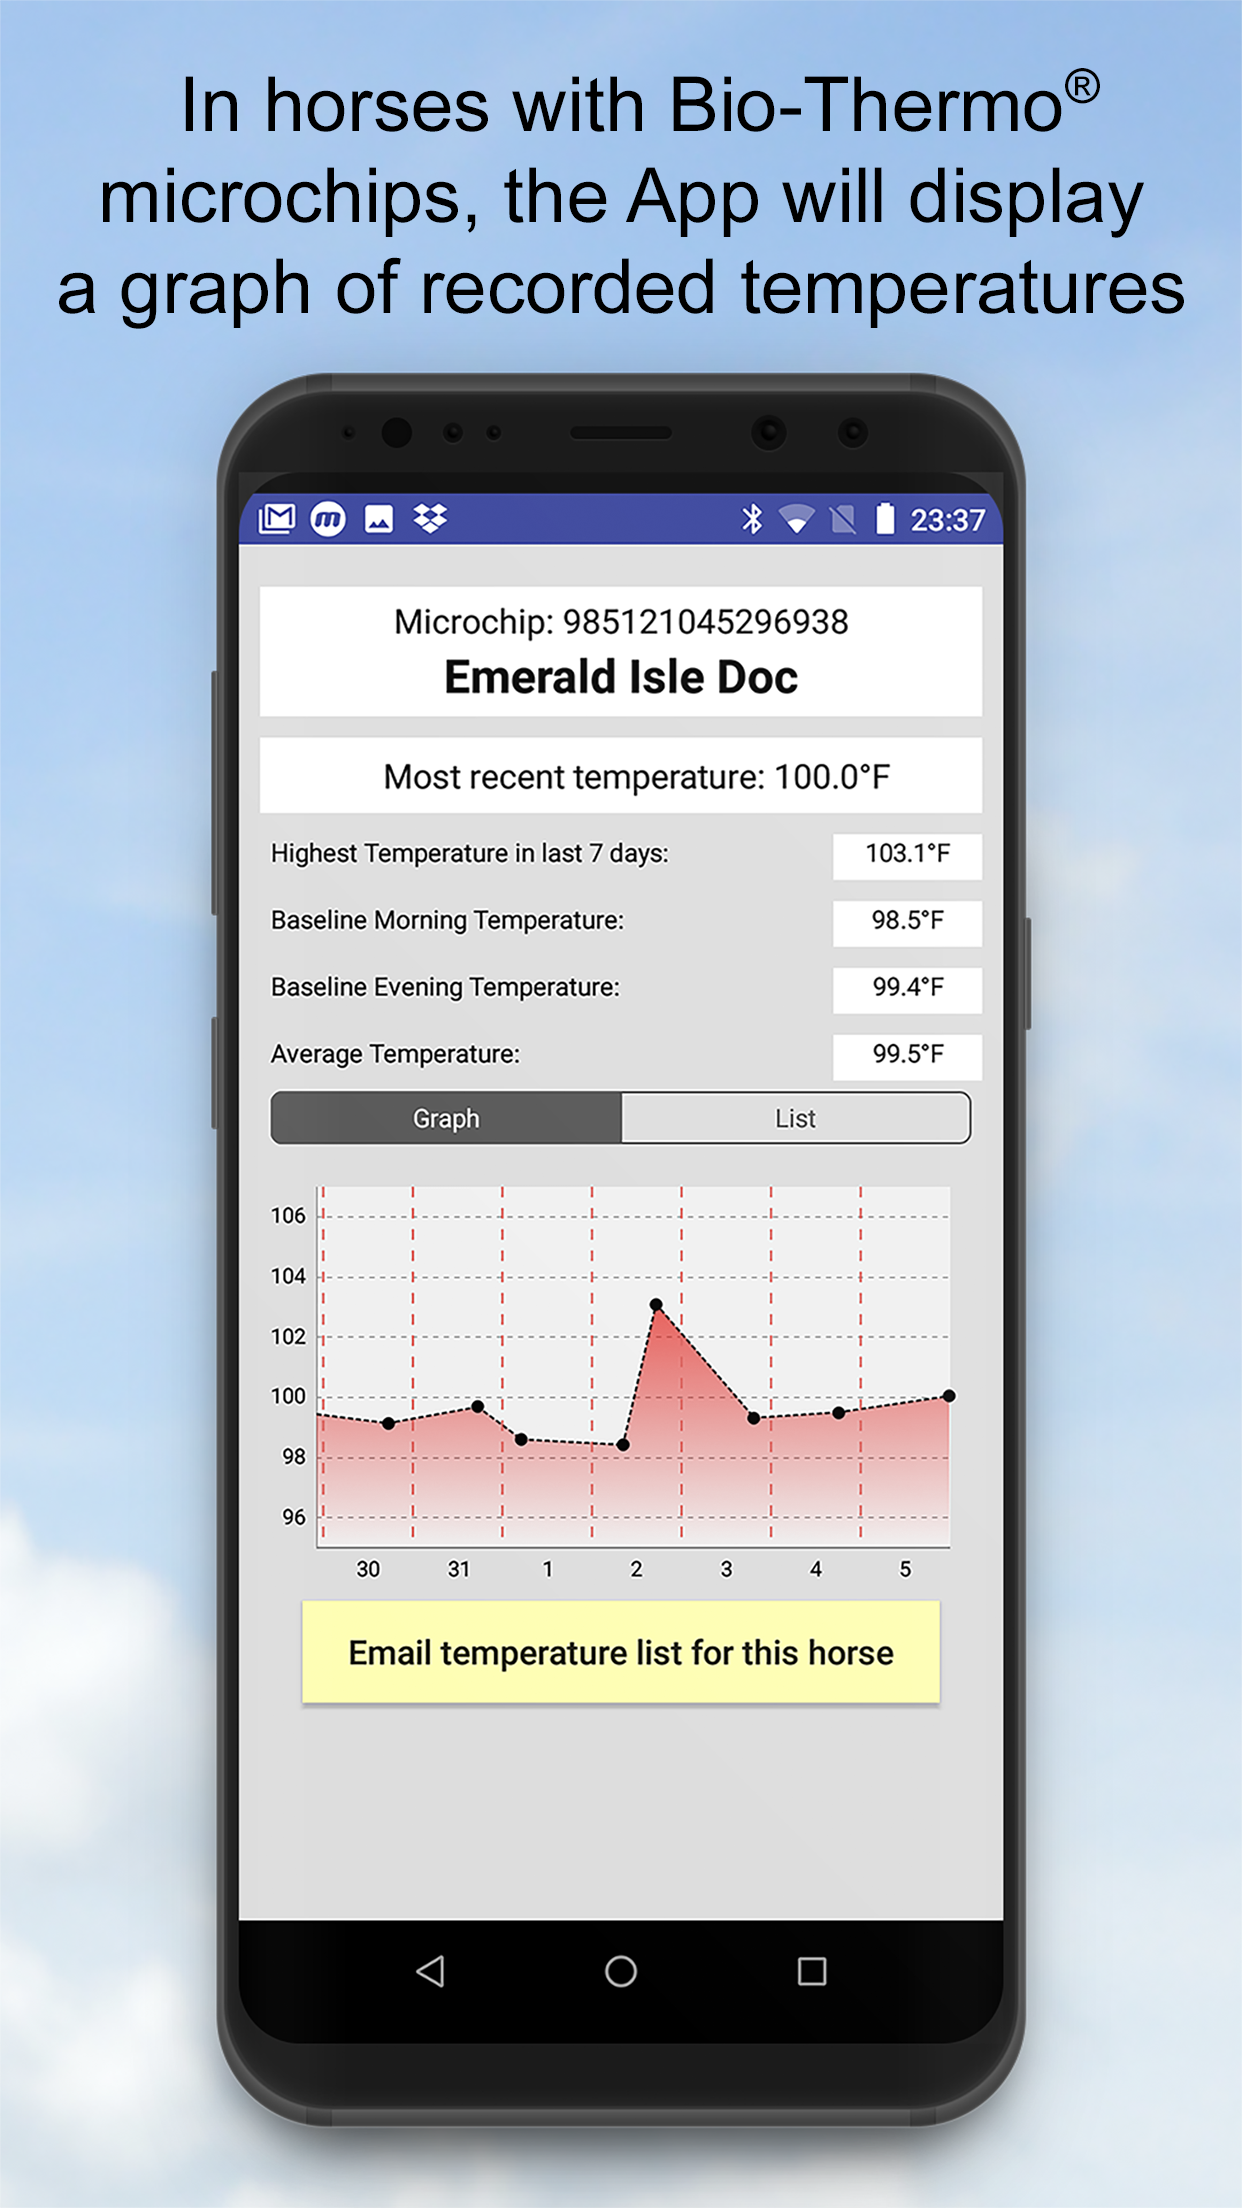 In horses with Bio-Thermo®
microchips, the App will display
a graph of recorded temperatures
23:37
Microchip: 985121045296938
Emerald Isle Doc
Most recent temperature: 100.0°F
Highest Temperature in last 7 days: 103.1°F
Baseline Morning Temperature: 98.5°F
Baseline Evening Temperature: 99.4°F
Average Temperature: 99.5°F
Graph List
106
104
102
100
98
96
30 31 1 2 3 4 5
Email temperature list for this horse